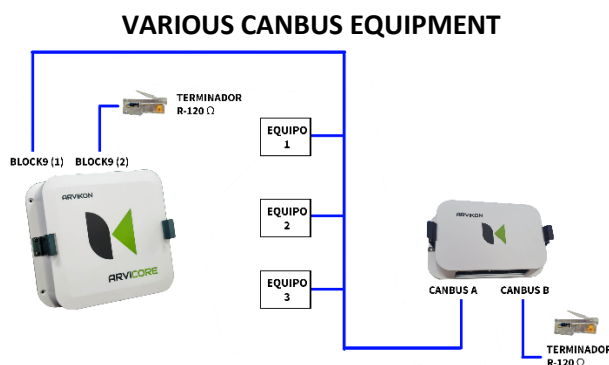 VARIOUS CANBUS EQUIPMENT
TERMINADOR
R-120 Ω
BLOCK9 (1) BLOCK9 (2)
EQUIPO
1
ARVIKON
ARVICORE
EQUIPO
2
ARVIKON
EQUIPO
3
CANBUS A CANBUS B
TERMINADOR
R-120 Ω